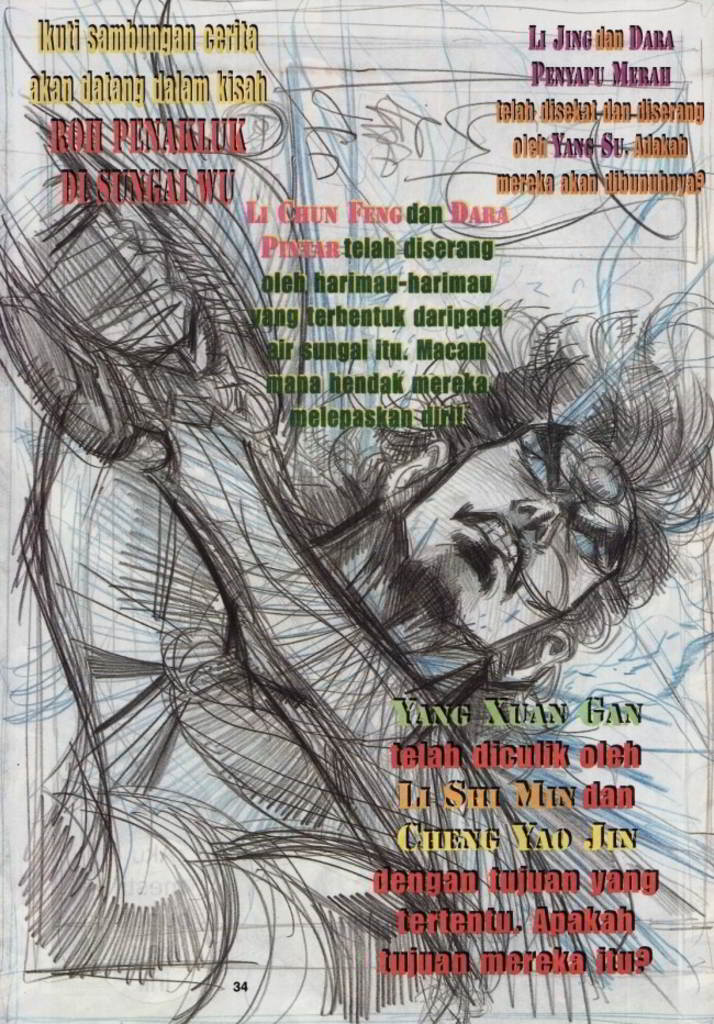 Ikuti sambungan cerita
akan datang dalam kisah
ROH PENAKLUK
DI SUNGAI WU
LI JING dan DARA
PENYAPU MERAH
telah disekat dan diserang
oleh YANG SU. Adakah
mereka akan dibunuhnya?
LI CHUN FENG dan DARA
PINTAR telah diserang
oleh harimau-harimau
yang terbentuk daripada
air sungai itu. Macam
mana hendak mereka
melepaskan diri!
YANG XUAN GAN
telah diculik oleh
LI SHI MIN dan
CHENG YAO JIN
dengan tujuan yang
tertentu. Apakah
tujuan mereka itu?
34